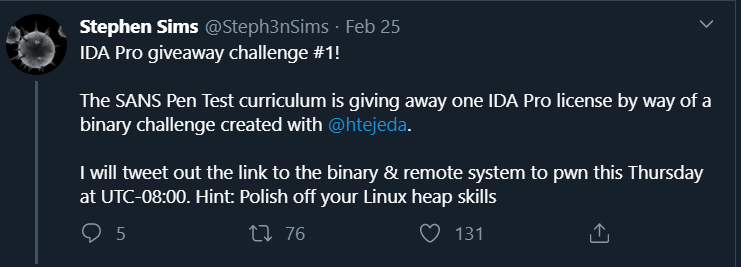 Stephen Sims @Steph3nSims · Feb 25
IDA Pro giveaway challenge #1!
The SANS Pen Test curriculum is giving away one IDA Pro license by way of a
binary challenge created with @htejeda.
I will tweet out the link to the binary & remote system to pwn this Thursday
at UTC-08:00. Hint: Polish off your Linux heap skills
5 76 131